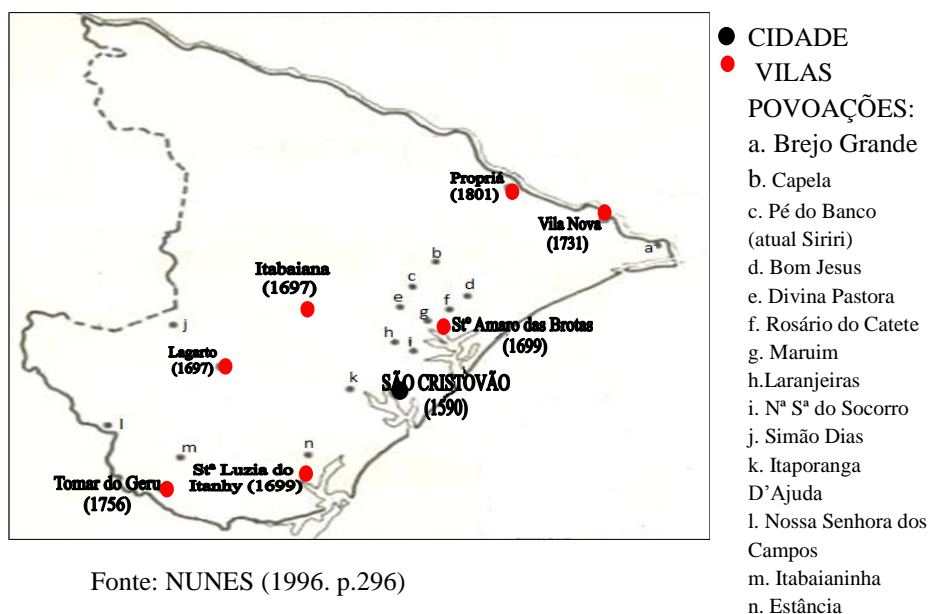 Propriá
(1801)
Vila Nova
(1731)
a
b
Itabaiana
(1697)
c
d
e
f
g
Stº Amaro das Brotas
(1699)
j
h
i
Lagarto
(1697)
k
SÃO CRISTOVÃO
(1590)
l
m
n
Stª Luzia do
Itanhy (1699)
Tomar do Geru
(1756)
CIDADE
VILAS
POVOAÇÕES:
a. Brejo Grande
b. Capela
c. Pé do Banco
(atual Siriri)
d. Bom Jesus
e. Divina Pastora
f. Rosário do Catete
g. Maruim
h.Laranjeiras
i. Nª Sª do Socorro
j. Simão Dias
k. Itaporanga
D’Ajuda
l. Nossa Senhora dos
Campos
m. Itabaianinha
n. Estância
Fonte: NUNES (1996. p.296)